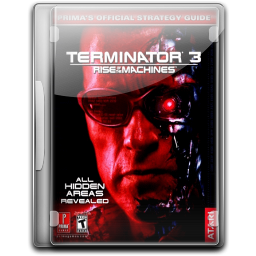 PRIMA'S OFFICIAL STRATEGY GUIDE
TERMINATOR 3
RISE OF THE MACHINES
ALL
HIDDEN
AREAS
REVEALED
ATARI